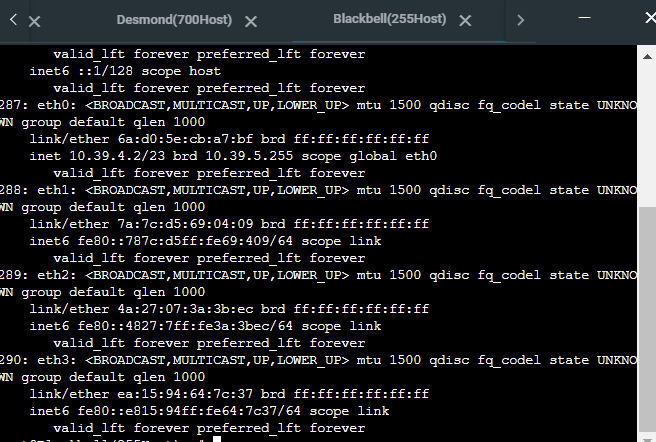 Desmond(700Host)
Blackbell(255Host)
valid_lft forever preferred_lft forever
inet6 ::1/128 scope host
valid_lft forever preferred_lft forever
287: eth0: <BROADCAST,MULTICAST,UP,LOWER_UP> mtu 1500 qdisc fq_codel state UNKNO
WN group default qlen 1000
link/ether 6a:d0:5e:cb:a7:bf brd ff:ff:ff:ff:ff:ff
inet 10.39.4.2/23 brd 10.39.5.255 scope global eth0
valid_lft forever preferred_lft forever
288: eth1: <BROADCAST,MULTICAST,UP,LOWER_UP> mtu 1500 qdisc fq_codel state UNKNO
WN group default qlen 1000
link/ether 7a:7c:d5:69:04:09 brd ff:ff:ff:ff:ff:ff
inet6 fe80::787c:d5ff:fe69:409/64 scope link
valid_lft forever preferred_lft forever
289: eth2: <BROADCAST,MULTICAST,UP,LOWER_UP> mtu 1500 qdisc fq_codel state UNKNO
WN group default qlen 1000
link/ether 4a:27:07:3a:3b:ec brd ff:ff:ff:ff:ff:ff
inet6 fe80::4827:7ff:fe3a:3bec/64 scope link
valid_lft forever preferred_lft forever
290: eth3: <BROADCAST,MULTICAST,UP,LOWER_UP> mtu 1500 qdisc fq_codel state UNKNO
WN group default qlen 1000
link/ether ea:15:94:64:7c:37 brd ff:ff:ff:ff:ff:ff
inet6 fe80::e815:94ff:fe64:7c37/64 scope link
valid_lft forever preferred_lft forever